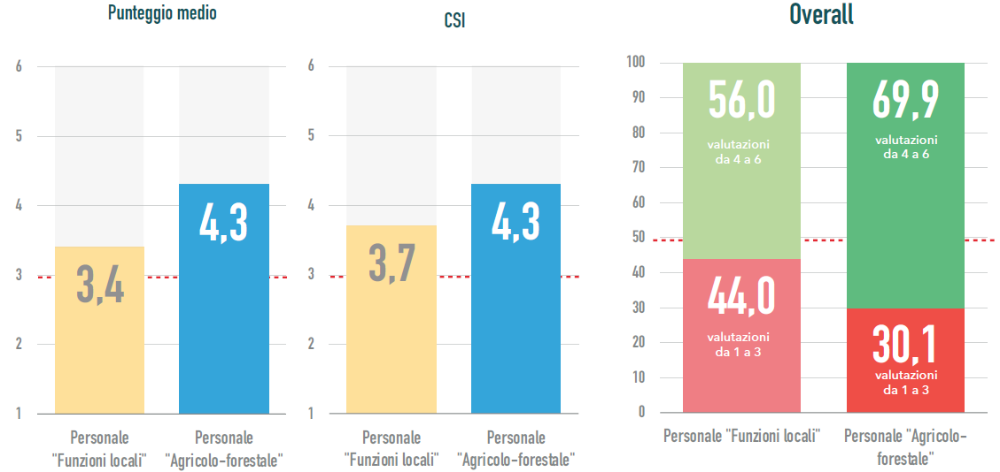 Punteggio medio
6
5
4
3
2
1
3,4
4,3
Personale
"Funzioni locali"
Personale
"Agricolo-forestale"
CSI
6
5
4
3
2
1
3,7
4,3
Personale
"Funzioni locali"
Personale
"Agricolo-forestale"
Overall
100
90
80
70
60
50
40
30
20
10
0
56,0
valutazioni
da 4 a 6
44,0
valutazioni
da 1 a 3
69,9
valutazioni
da 4 a 6
30,1
valutazioni
da 1 a 3
Personale "Funzioni locali"
Personale "Agricolo-
forestale"